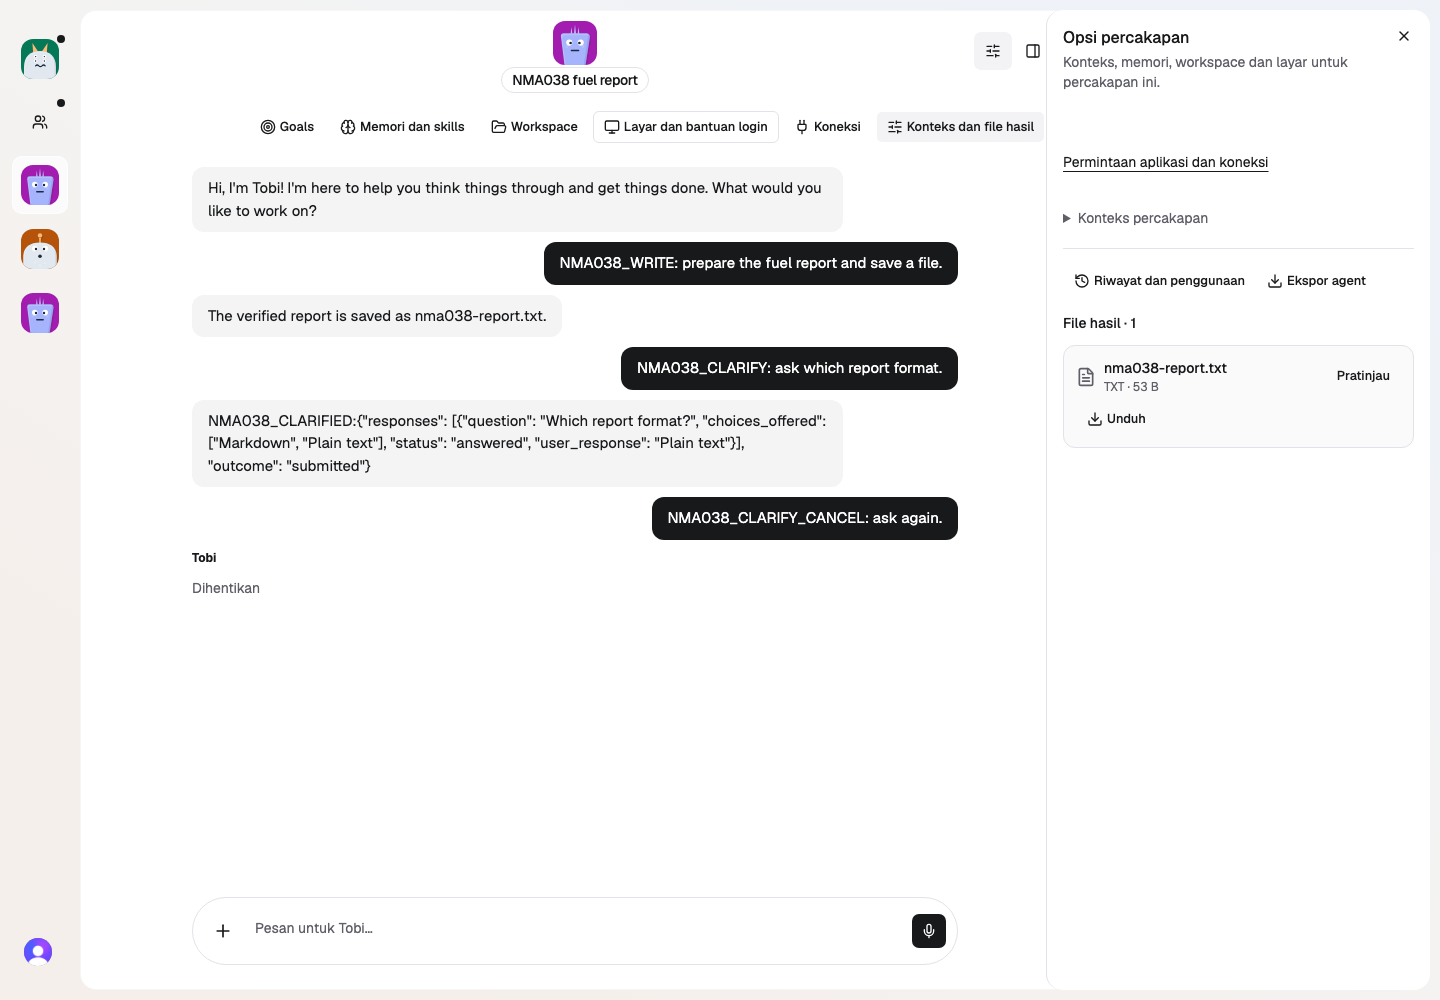 NMA038 fuel report
Goals
Memori dan skills
Workspace
Layar dan bantuan login
Koneksi
Konteks dan file hasil
Hi, I'm Tobi! I'm here to help you think things through and get things done. What would you
like to work on?
NMA038_WRITE: prepare the fuel report and save a file.
The verified report is saved as nma038-report.txt.
NMA038_CLARIFY: ask which report format.
NMA038_CLARIFIED:{"responses": [{"question": "Which report format?", "choices_offered":
["Markdown", "Plain text"], "status": "answered", "user_response": "Plain text"}],
"outcome": "submitted"}
NMA038_CLARIFY_CANCEL: ask again.
Tobi
Dihentikan
Pesan untuk Tobi...
Opsi percakapan
Konteks, memori, workspace dan layar untuk
percakapan ini.
Permintaan aplikasi dan koneksi
Konteks percakapan
Riwayat dan penggunaan
Ekspor agent
File hasil · 1
nma038-report.txt
TXT · 53 B
Pratinjau
Unduh